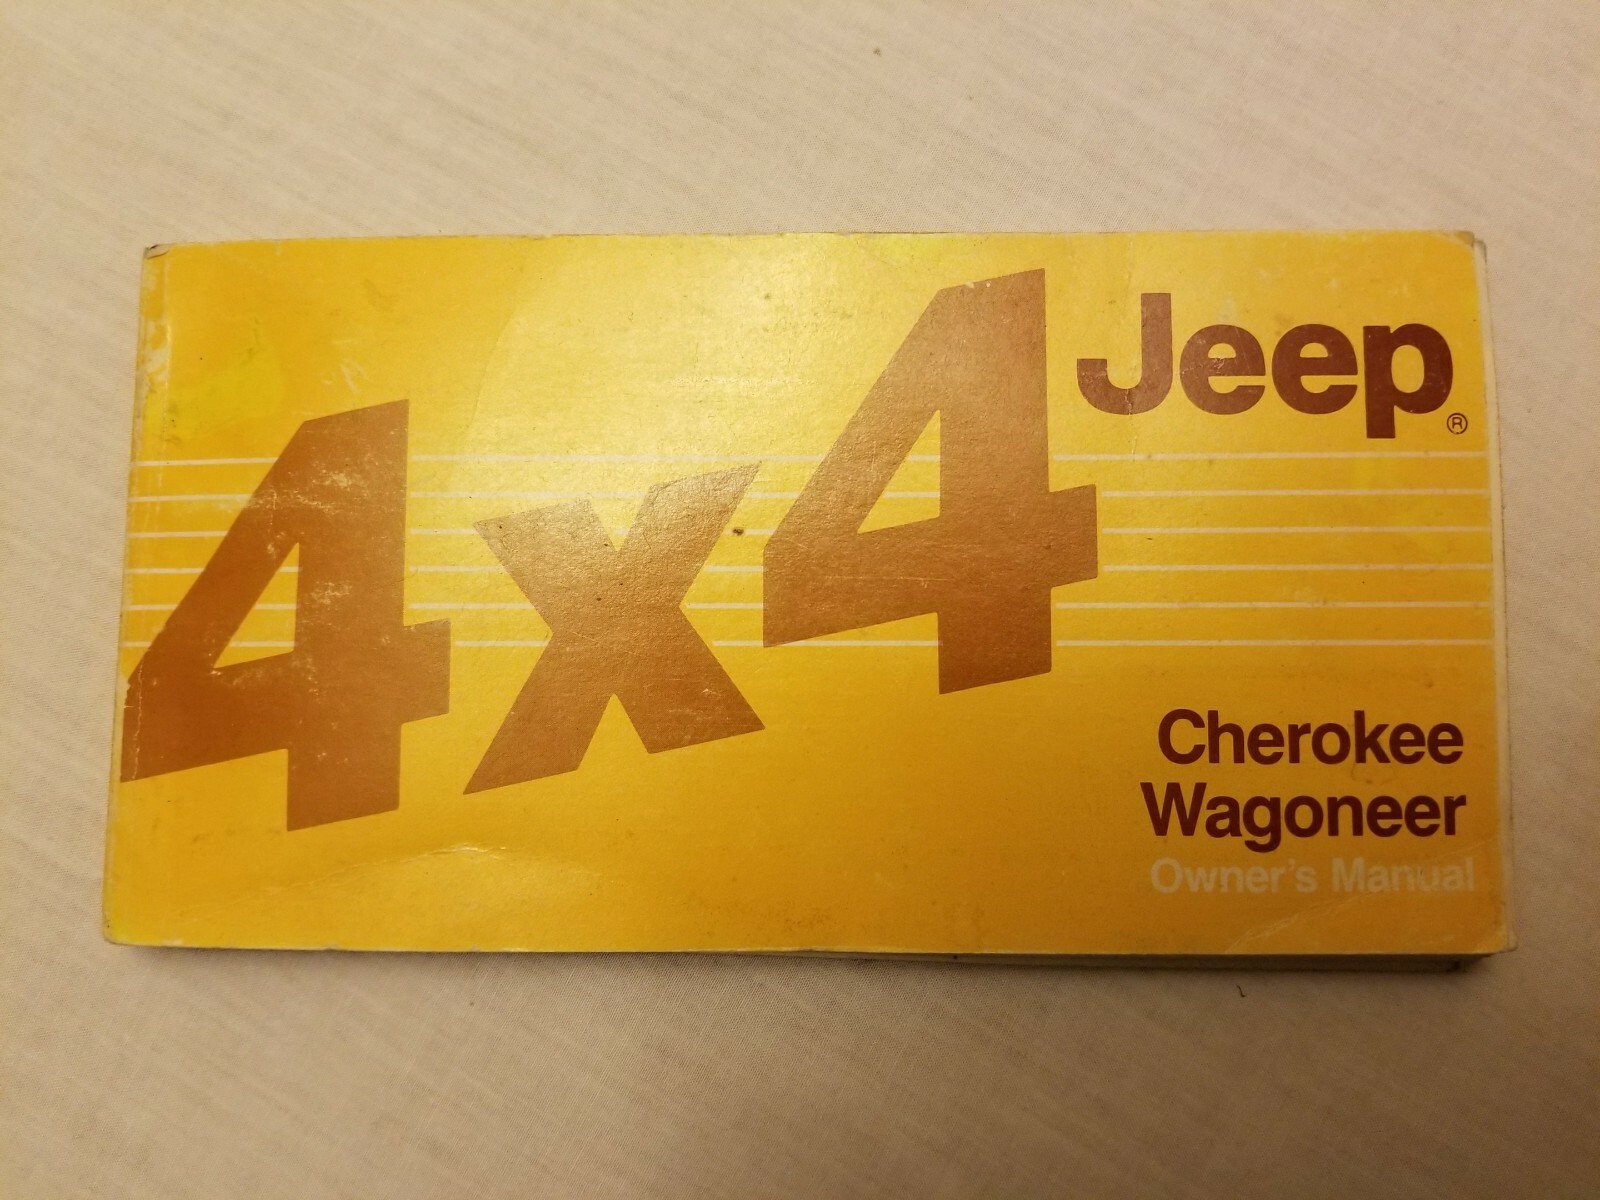 4x4
Jeep®
Cherokee
Wagoneer
Owner's Manual